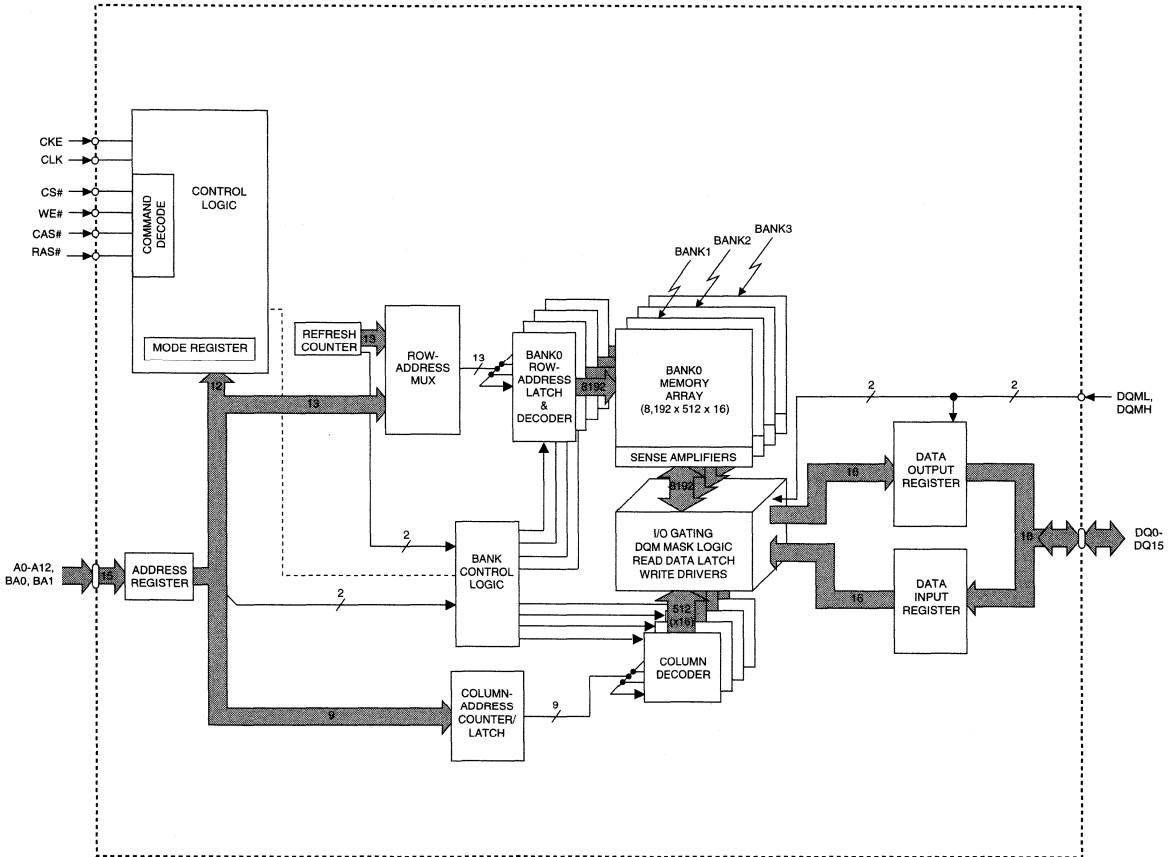 CKE
CLK
CS#
WE#
CAS#
RAS#
COMMAND
DECODE
CONTROL
LOGIC
MODE REGISTER
12
REFRESH
COUNTER
13
13
ROW-
ADDRESS
MUX
13
BANK0
ROW-
ADDRESS
LATCH
&
DECODER
8192
BANK1
BANK2
BANK3
BANK0
MEMORY
ARRAY
(8,192 x 512 x 16)
SENSE AMPLIFIERS
8192
I/O GATING
DQM MASK LOGIC
READ DATA LATCH
WRITE DRIVERS
2
2
DQML,
DQMH
16
DATA
OUTPUT
REGISTER
16
DQ0-
DQ15
16
DATA
INPUT
REGISTER
A0-A12,
BA0, BA1
15
ADDRESS
REGISTER
2
2
BANK
CONTROL
LOGIC
512
(x16)
COLUMN
DECODER
9
COLUMN-
ADDRESS
COUNTER/
LATCH
9